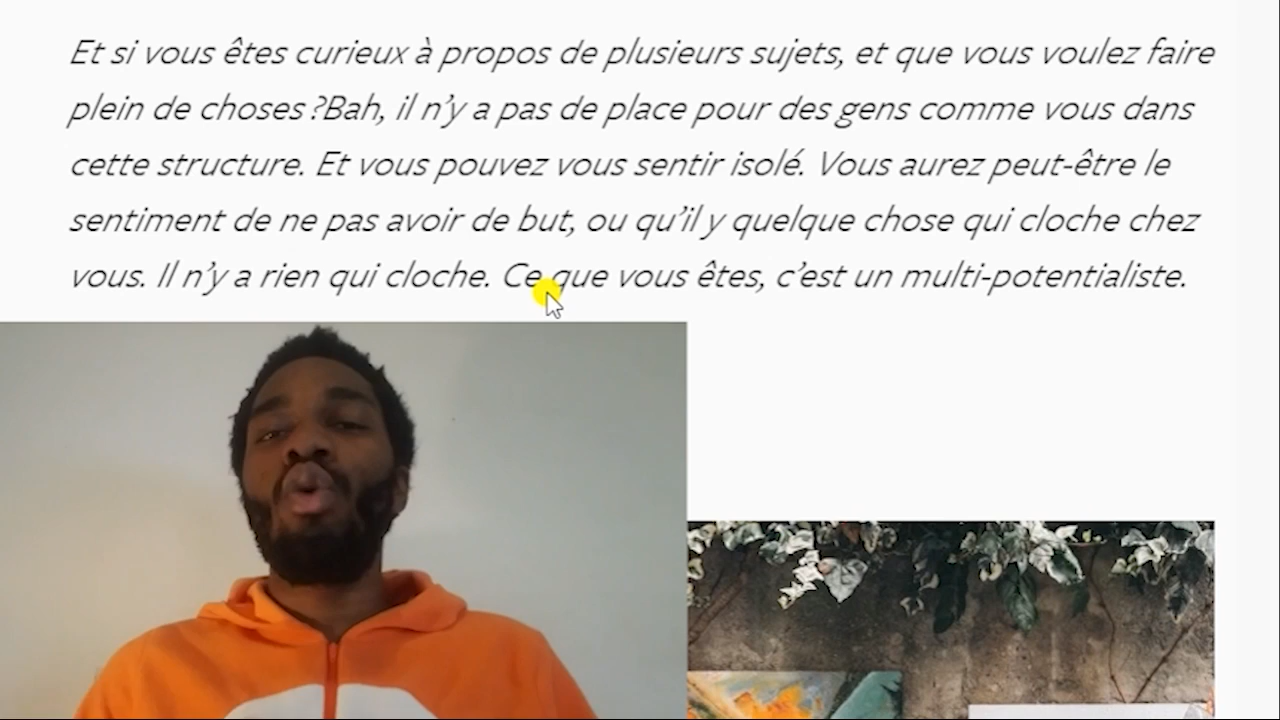 Et si vous êtes curieux à propos de plusieurs sujets, et que vous voulez faire
plein de choses ?Bah, il n’y a pas de place pour des gens comme vous dans
cette structure. Et vous pouvez vous sentir isolé. Vous aurez peut-être le
sentiment de ne pas avoir de but, ou qu’il y quelque chose qui cloche chez
vous. Il n’y a rien qui cloche. Ce que vous êtes, c’est un multi-potentialiste.